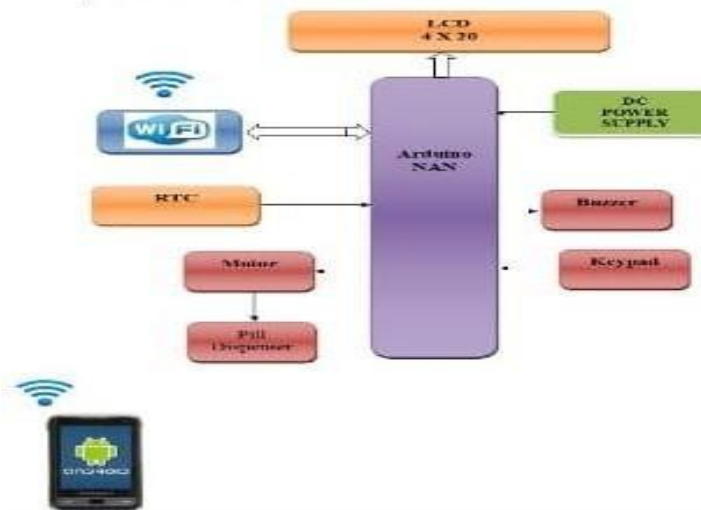 LCD
4 X 20
WiFi
DC
POWER
SUPPLY
Arduino
NAN
RTC
Buzzer
Motor
Keypad
Pill
Dispenser
ANDROID